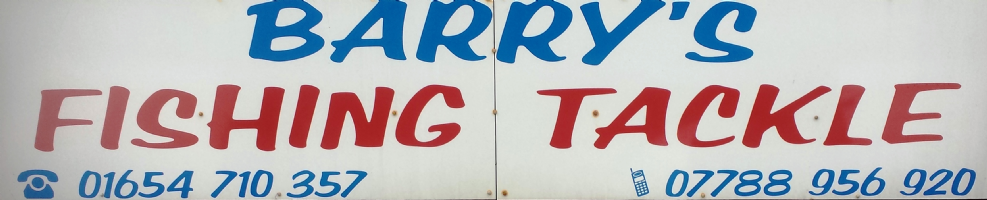 BARRY'S
FISHING TACKLE
01654 710 357 07788 956 920